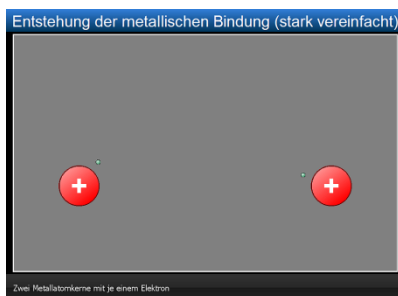 Entstehung der metallischen Bindung (stark vereinfacht)
+ +
Zwei Metallatomkerne mit je einem Elektron